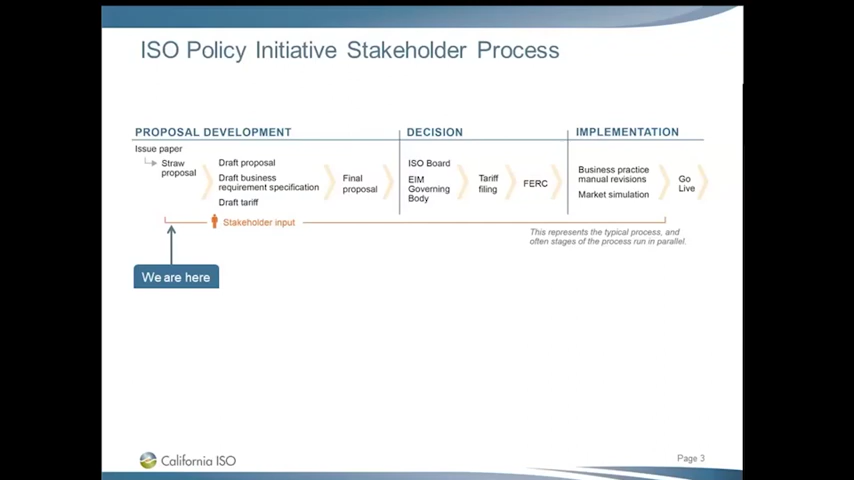 ISO Policy Initiative Stakeholder Process
PROPOSAL DEVELOPMENT
Issue paper
Straw
proposal
Draft proposal
Draft business
requirement specification
Draft tariff
Final
proposal
DECISION
ISO Board
EIM
Governing
Body
Tariff
filing
FERC
IMPLEMENTATION
Business practice
manual revisions
Market simulation
Go
Live
Stakeholder input
This represents the typical process, and
often stages of the process run in parallel.
We are here
California ISO
Page 3